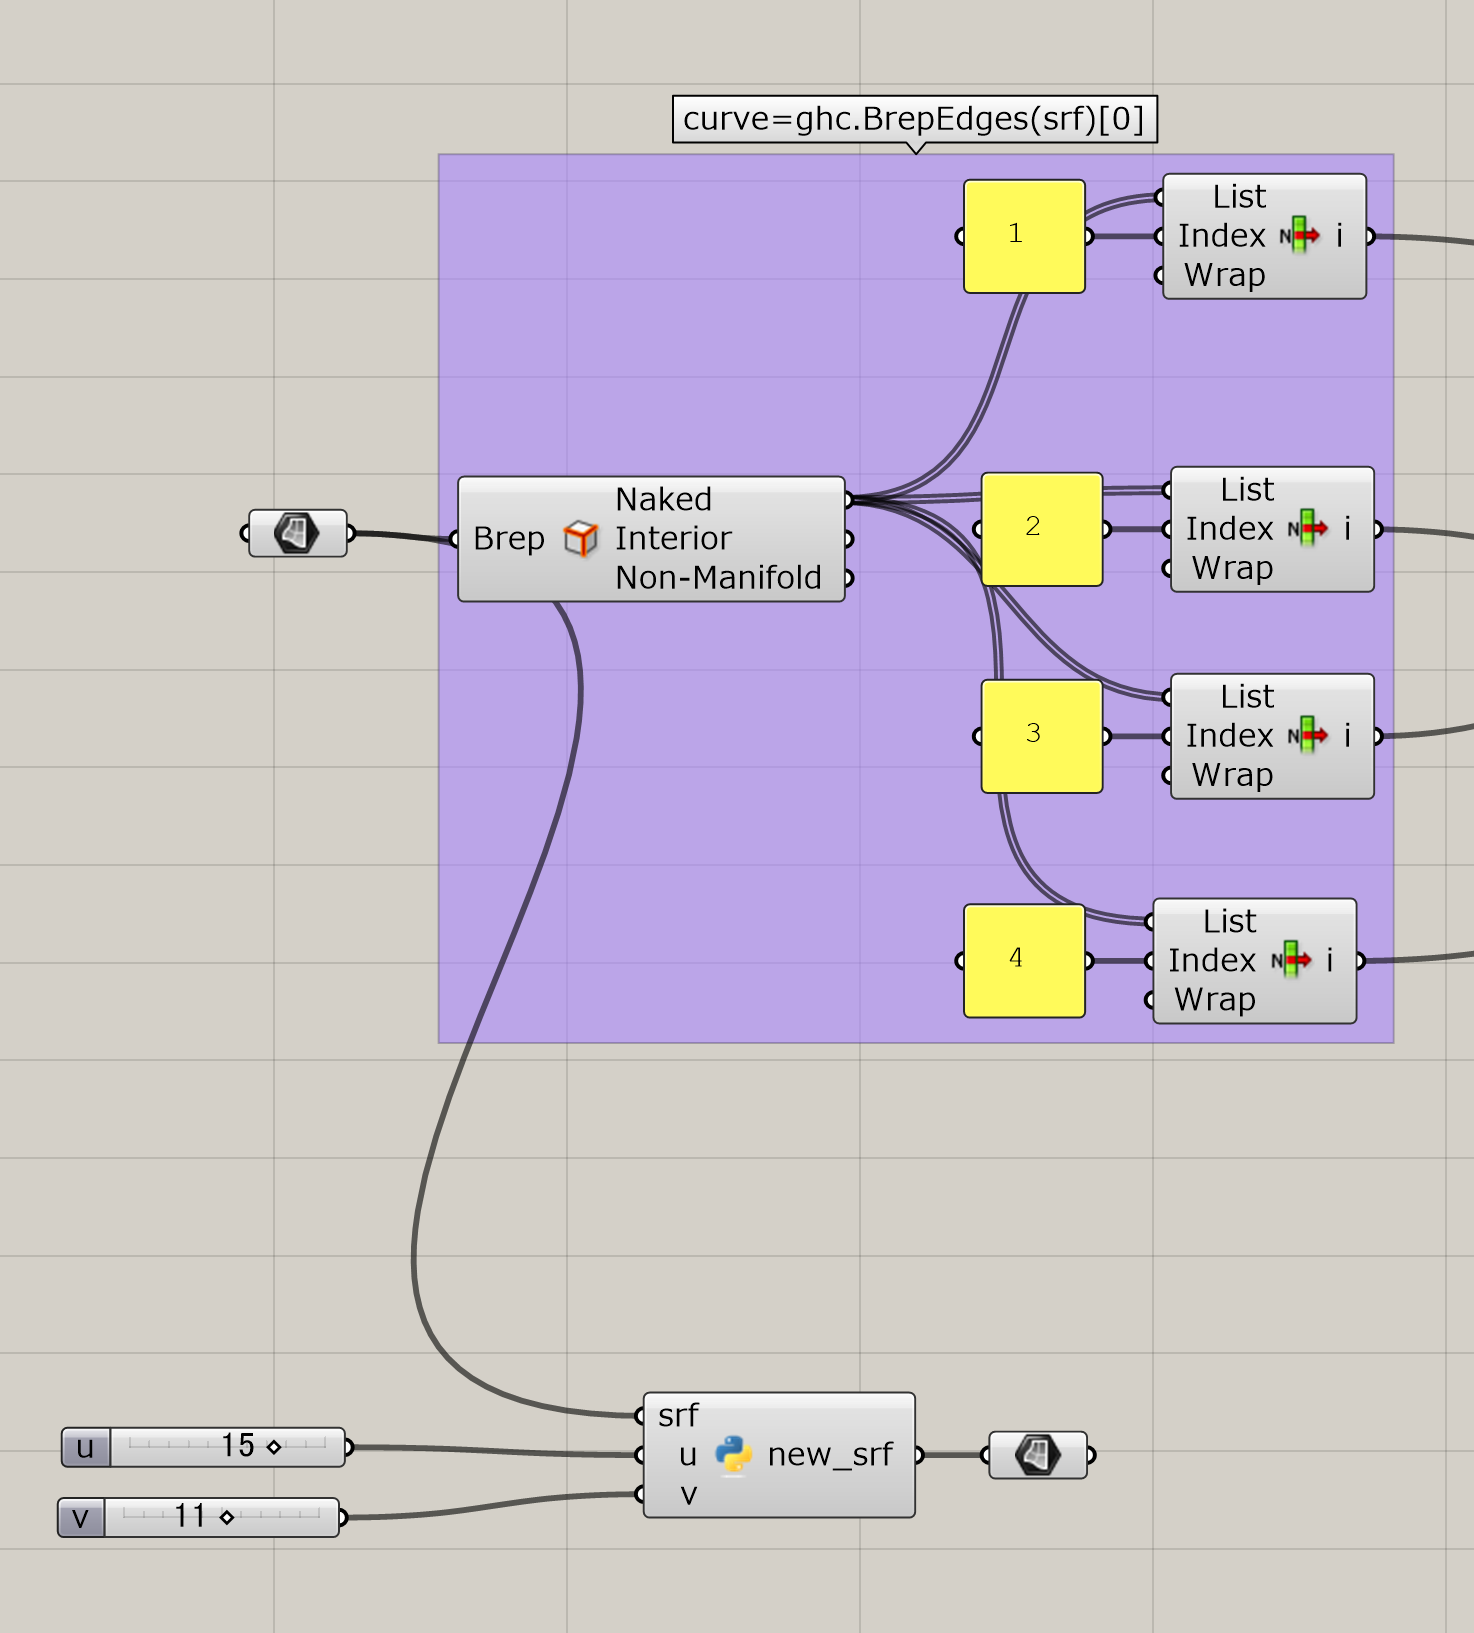 curve=ghc.BrepEdges(srf)[0]
1
List
Index N i
Wrap
Naked
Brep Interior
Non-Manifold
2
List
Index N i
Wrap
3
List
Index N i
Wrap
4
List
Index N i
Wrap
srf
u new_srf
v
u 15
v 11